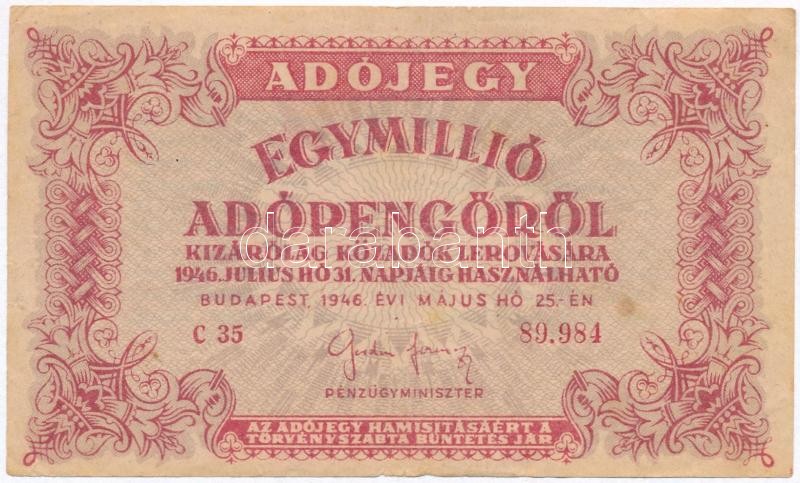 ADÓJEGY
EGYMILLIÓ
ADÓPENGŐRŐL
KIZÁRÓLAG KÖZADÓK LEROVÁSÁRA
1946. JULIUS HÓ 31. NAPJÁIG HASZNÁLHATÓ
BUDAPEST, 1946. ÉVI MÁJUS HÓ 25.-ÉN
C 35 89.984
PÉNZÜGYMINISZTER
AZ ADÓJEGY HAMISITÁSÁÉRT A
TÖRVÉNYSZABTA BÜNTETÉS JÁR
darabanth